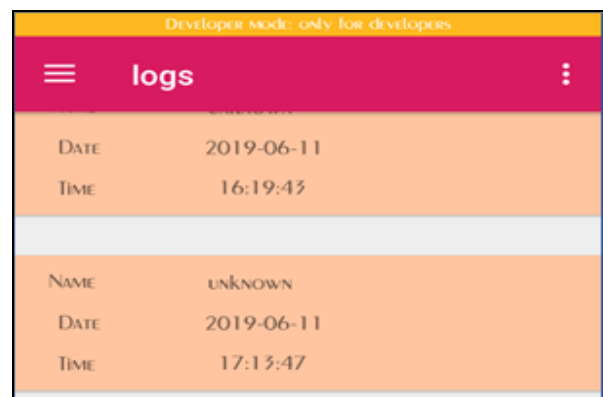 Developer mode: only for developers
logs
Date 2019-06-11
Time 16:19:43
Name unknown
Date 2019-06-11
Time 17:13:47